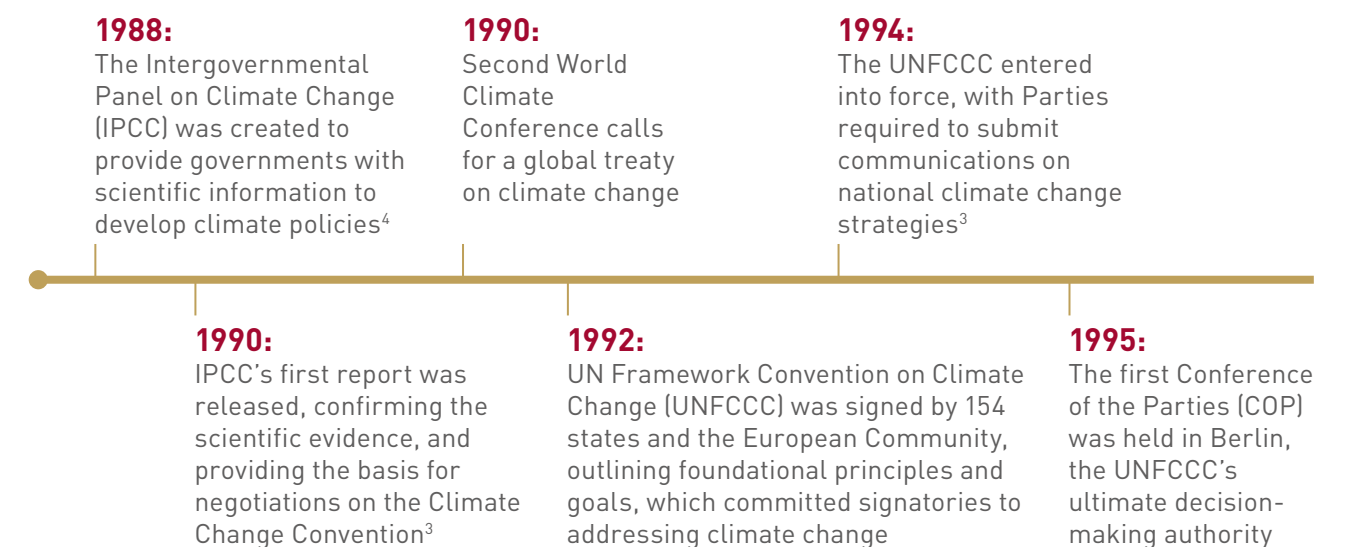 1988:
The Intergovernmental
Panel on Climate Change
(IPCC) was created to
provide governments with
scientific information to
develop climate policies⁴
1990:
Second World
Climate
Conference calls
for a global treaty
on climate change
1994:
The UNFCCC entered
into force, with Parties
required to submit
communications on
national climate change
strategies³
1990:
IPCC’s first report was
released, confirming the
scientific evidence, and
providing the basis for
negotiations on the Climate
Change Convention³
1992:
UN Framework Convention on Climate
Change (UNFCCC) was signed by 154
states and the European Community,
outlining foundational principles and
goals, which committed signatories to
addressing climate change
1995:
The first Conference
of the Parties (COP)
was held in Berlin,
the UNFCCC’s
ultimate decision-
making authority